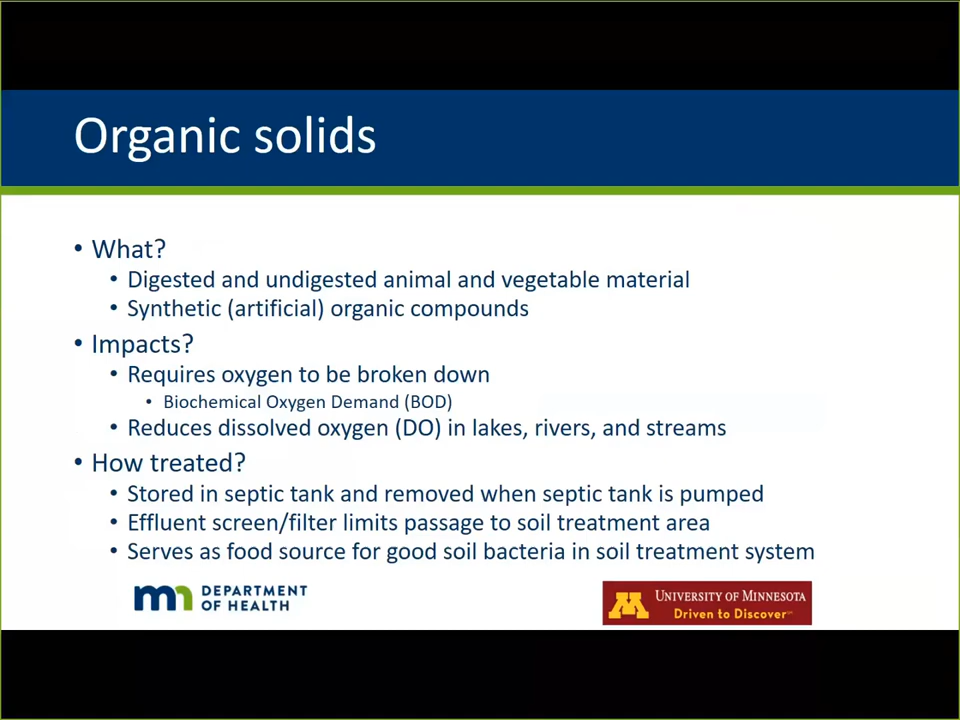 Organic solids
• What?
• Digested and undigested animal and vegetable material
• Synthetic (artificial) organic compounds
• Impacts?
• Requires oxygen to be broken down
• Biochemical Oxygen Demand (BOD)
• Reduces dissolved oxygen (DO) in lakes, rivers, and streams
• How treated?
• Stored in septic tank and removed when septic tank is pumped
• Effluent screen/filter limits passage to soil treatment area
• Serves as food source for good soil bacteria in soil treatment system
mn DEPARTMENT
OF HEALTH
M UNIVERSITY OF MINNESOTA
Driven to Discover